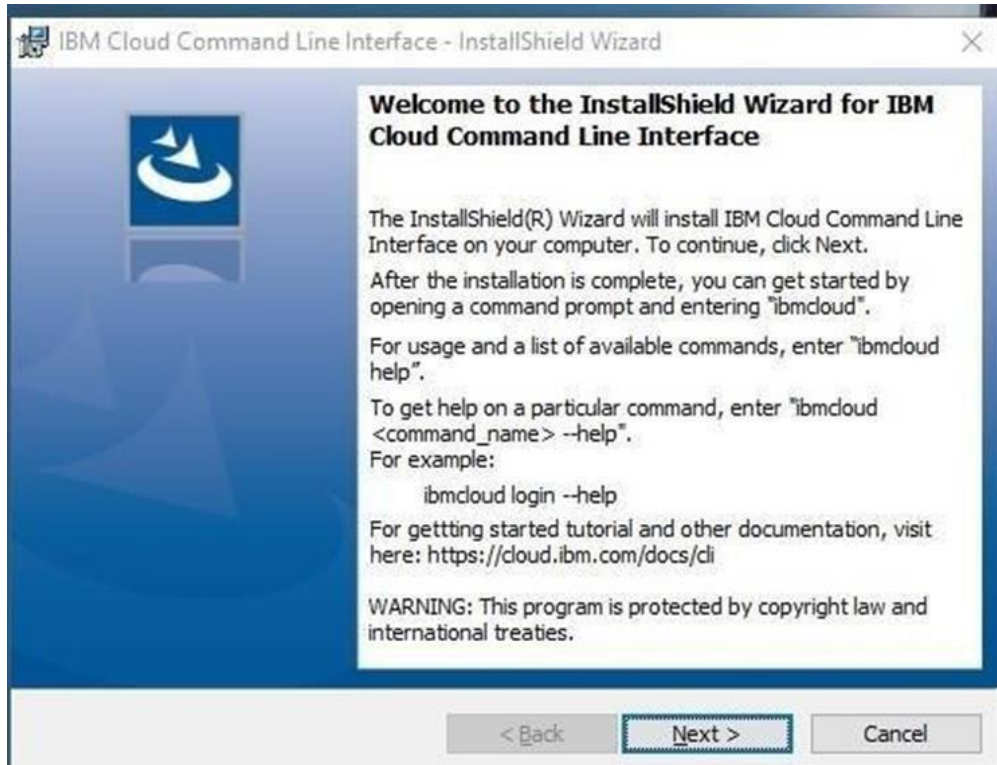 IBM Cloud Command Line Interface - InstallShield Wizard
Welcome to the InstallShield Wizard for IBM
Cloud Command Line Interface
The InstallShield(R) Wizard will install IBM Cloud Command Line
Interface on your computer. To continue, click Next.
After the installation is complete, you can get started by
opening a command prompt and entering "ibmcloud".
For usage and a list of available commands, enter "ibmcloud
help".
To get help on a particular command, enter "ibmcloud
<command_name> --help".
For example:
ibmcloud login --help
For gettting started tutorial and other documentation, visit
here: https://cloud.ibm.com/docs/cli
WARNING: This program is protected by copyright law and
international treaties.
< Back
Next >
Cancel